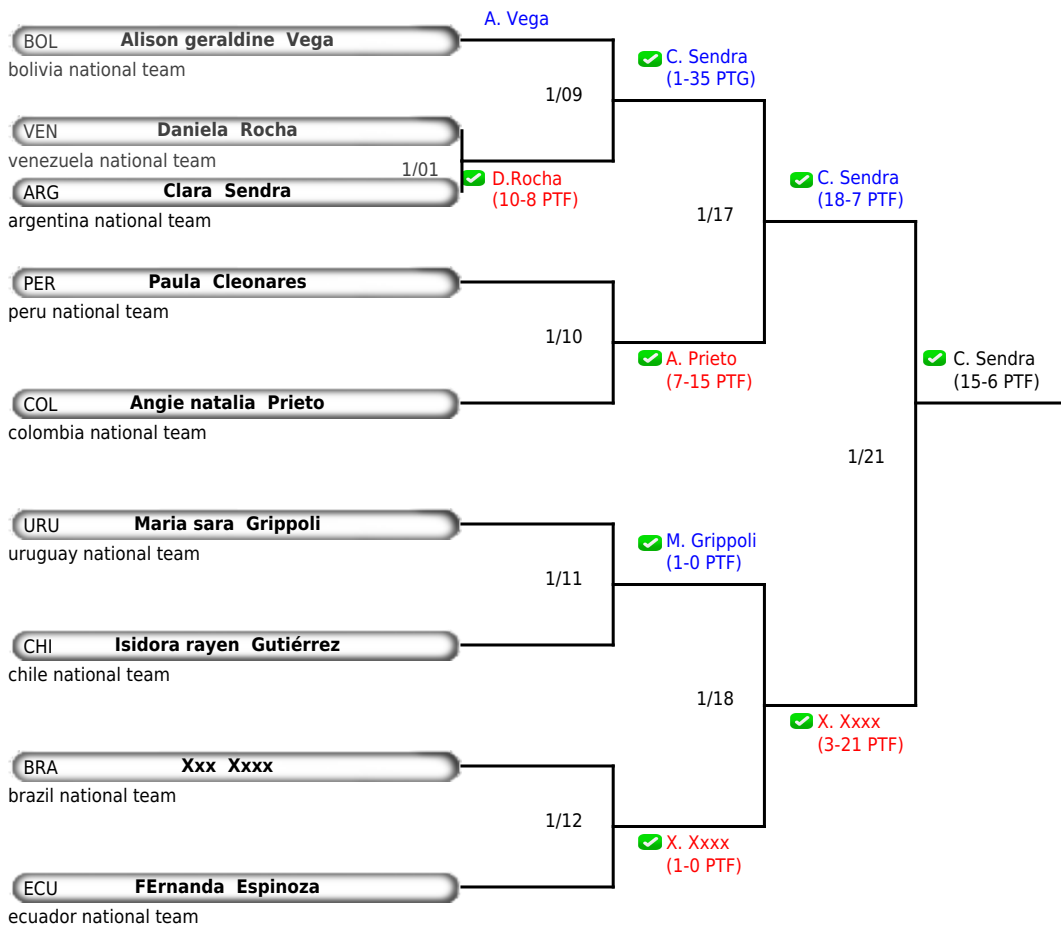 A. Vega
BOL Alison geraldine Vega
bolivia national team
C. Sendra
(1-35 PTG)
1/09
VEN Daniela Rocha
venezuela national team
1/01
D.Rocha
(10-8 PTF)
ARG Clara Sendra
argentina national team
C. Sendra
(18-7 PTF)
1/17
PER Paula Cleonares
peru national team
1/10
A. Prieto
(7-15 PTF)
COL Angie natalia Prieto
colombia national team
C. Sendra
(15-6 PTF)
1/21
URU Maria sara Grippoli
uruguay national team
M. Grippoli
(1-0 PTF)
1/11
CHI Isidora rayen Gutiérrez
chile national team
1/18
X. Xxxx
(3-21 PTF)
BRA Xxx Xxxx
brazil national team
1/12
X. Xxxx
(1-0 PTF)
ECU FErnanda Espinoza
ecuador national team